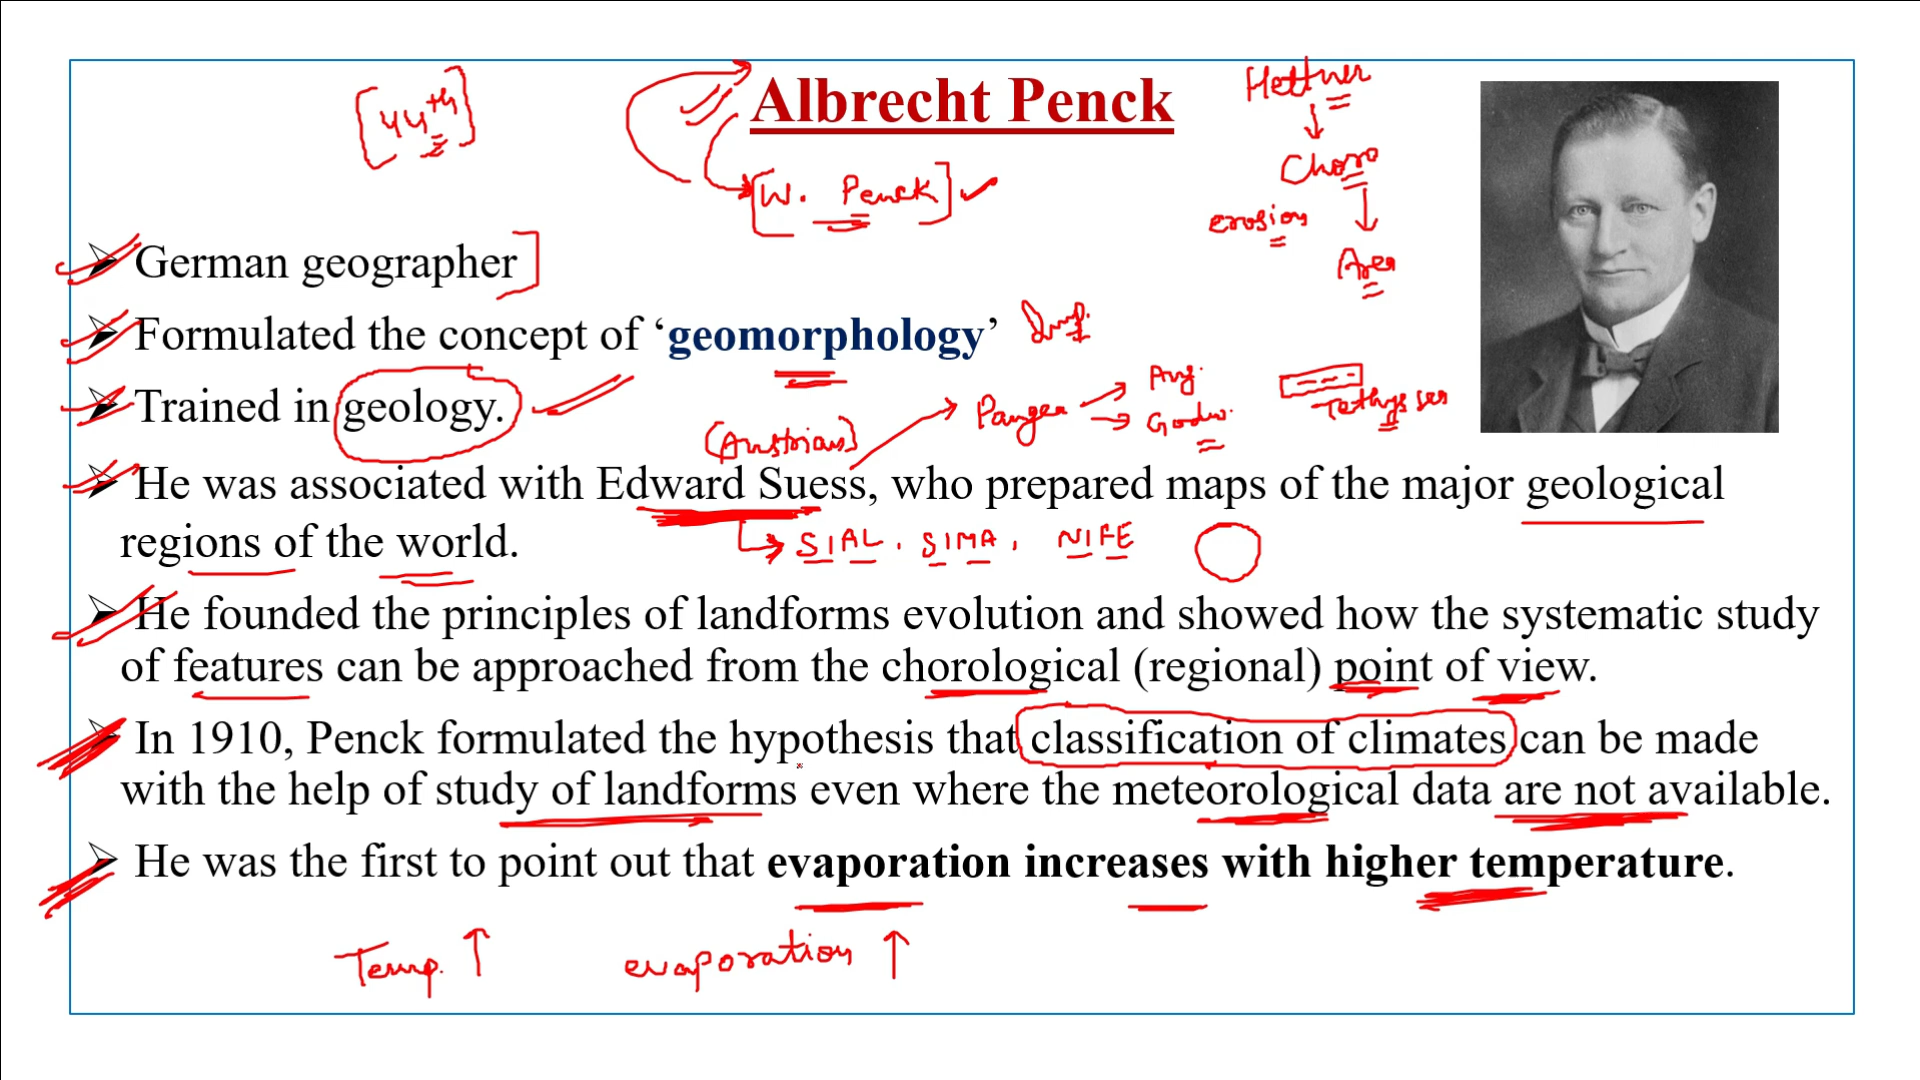 [44th]
Albrecht Penck
Hettner
[W. Penck]
Choro
erosion
Area
German geographer]
Formulated the concept of ‘geomorphology’ Imp.
Trained in geology.
(Austrian)
Pangea
Ang.
Godw.
Tethys sea
He was associated with Edward Suess, who prepared maps of the major geological
regions of the world.
SIAL, SIMA, NIFE
He founded the principles of landforms evolution and showed how the systematic study
of features can be approached from the chorological (regional) point of view.
In 1910, Penck formulated the hypothesis that classification of climates can be made
with the help of study of landforms even where the meteorological data are not available.
He was the first to point out that evaporation increases with higher temperature.
Temp. ↑ evaporation ↑